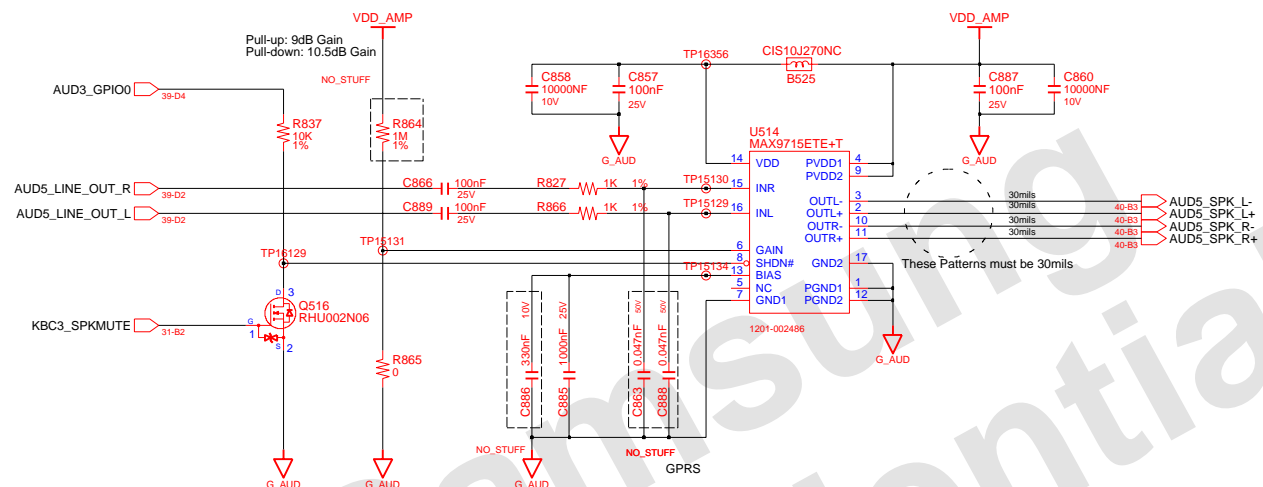 VDD_AMP
VDD_AMP
Pull-up: 9dB Gain
Pull-down: 10.5dB Gain
NO_STUFF
TP16356
CIS10J270NC
B525
AUD3_GPIO0
39-D4
R837
10K
1%
R864
1M
1%
C858
10000NF
10V
C857
100nF
25V
C887
100nF
25V
C860
10000NF
10V
G_AUD
G_AUD
U514
MAX9715ETE+T
14 VDD PVDD1 4
PVDD2 9
AUD5_LINE_OUT_R
39-D2
C866 100nF
25V
R827 1K 1%
TP15130
15 INR
AUD5_LINE_OUT_L
39-D2
C889 100nF
25V
R866 1K 1%
TP15129
16 INL
OUTL- 3 30mils AUD5_SPK_L-
40-B3
OUTL+ 2 30mils AUD5_SPK_L+
40-B3
OUTR- 10 30mils AUD5_SPK_R-
40-B3
OUTR+ 11 30mils AUD5_SPK_R+
40-B3
These Patterns must be 30mils
TP16129
TP15131
TP15134
6 GAIN
8 SHDN#
13 BIAS
5 NC
7 GND1
GND2 17
PGND1 1
PGND2 12
1201-002486
G_AUD
KBC3_SPKMUTE
31-B2
D 3
G
1
S 2
Q516
RHU002N06
R865
0
C886 330nF 10V
C885 1000nF 25V
C863 0.047nF 50V
C888 0.047nF 50V
NO_STUFF
NO_STUFF
GPRS
G_AUD
G_AUD
G_AUD
samsung